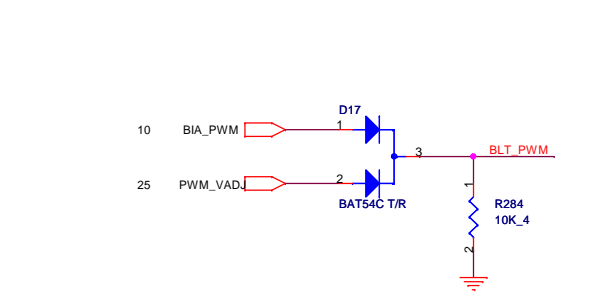 D17
10 BIA_PWM 1
3 BLT_PWM
25 PWM_VADJ 2
BAT54C T/R
1
R284
10K_4
2